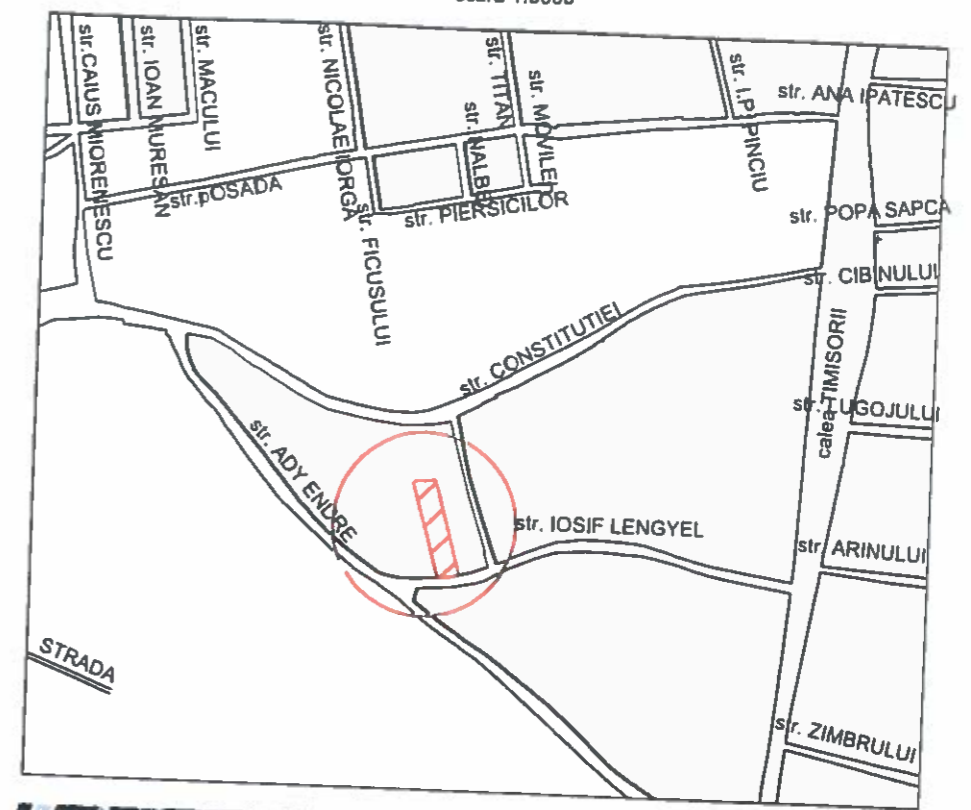 str.CAIUS MIORENESCU
str. IOAN MURESAN
str. MACULUI
str. NICOLAE IORGA
str. TITAN
str. MOVILEI
str. NALBEI
str. I.P. PINCIU
str. ANA IPATESCU
str.pOSADA
str. PIERSICILOR
str. FICUSULUI
str. POPA SAPCA
str. CIBINULUI
str. CONSTITUTIEI
calea TIMISORII
str. LUGOJULUI
str. ADY ENDRE
str. IOSIF LENGYEL
str. ARINULUI
STRADA
str. ZIMBRULUI